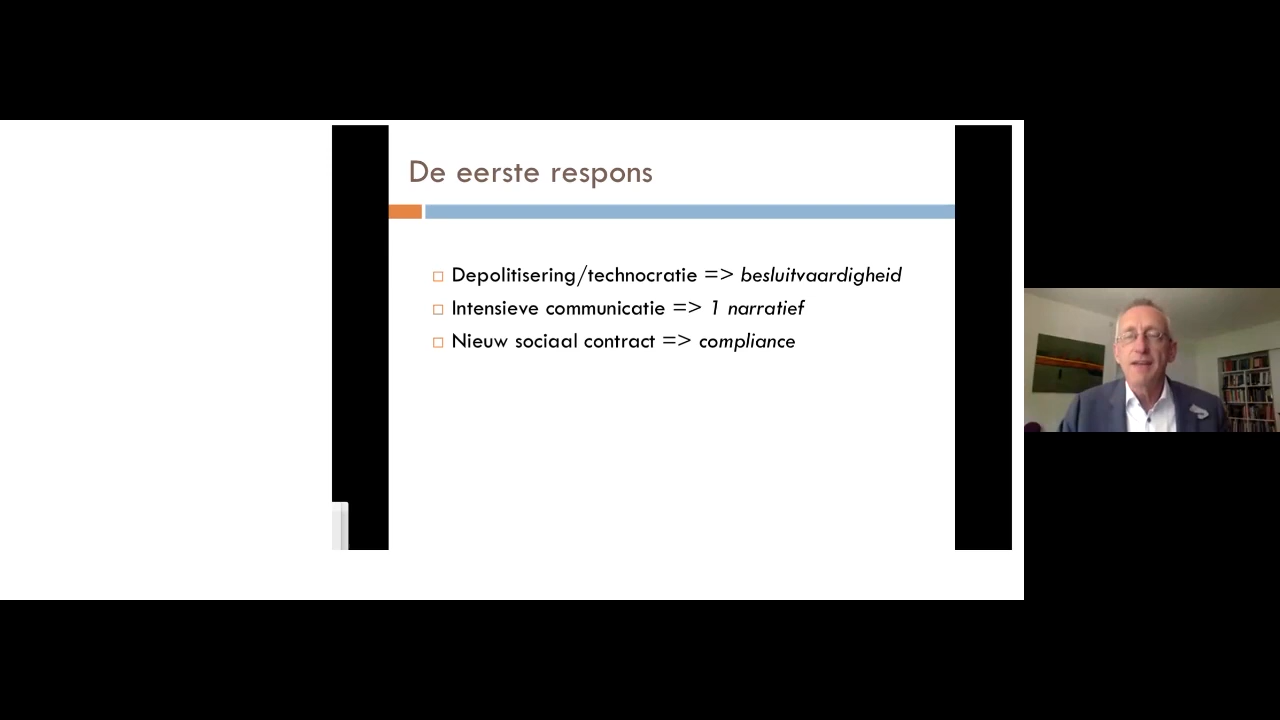 De eerste respons
Depolitisering/technocratie => besluitvaardigheid
Intensieve communicatie => 1 narratief
Nieuw sociaal contract => compliance